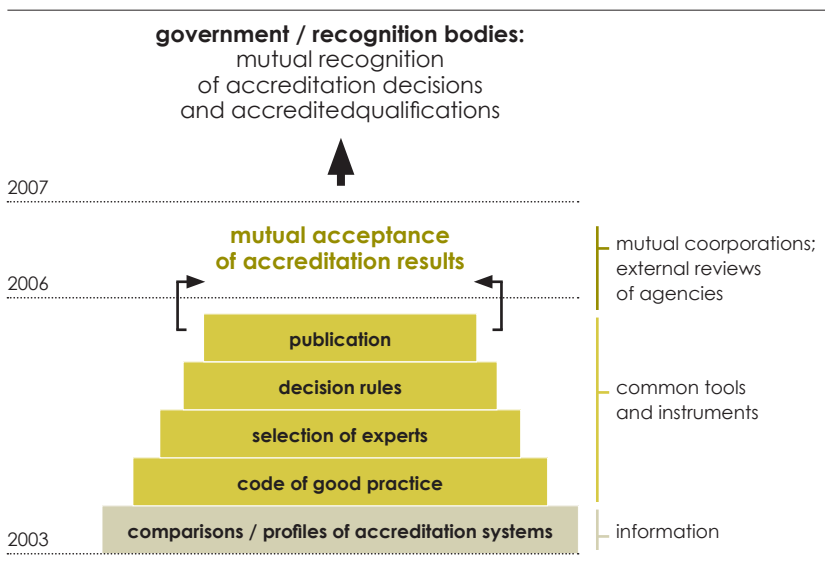 government / recognition bodies:
mutual recognition
of accreditation decisions
and accreditedqualifications
2007
mutual acceptance
of accreditation results
mutual coorporations;
external reviews
of agencies
2006
publication
decision rules
common tools
and instruments
selection of experts
code of good practice
comparisons / profiles of accreditation systems
information
2003